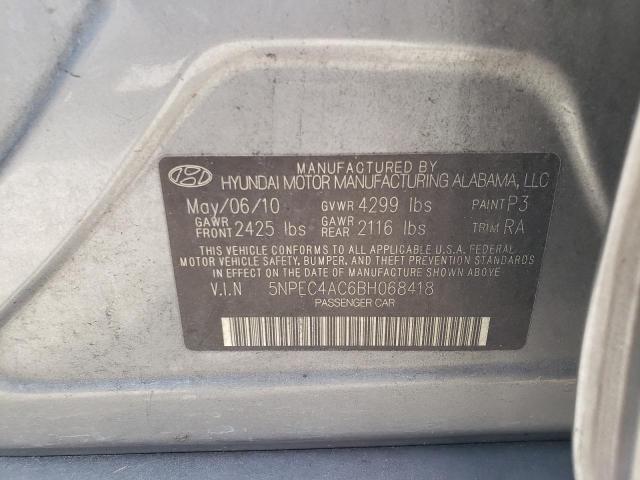 MANUFACTURED BY
HYUNDAI MOTOR MANUFACTURING ALABAMA, LLC
May/06/10 GVWR 4299 lbs PAINT P3
GAWR FRONT 2425 lbs GAWR REAR 2116 lbs TRIM RA
THIS VEHICLE CONFORMS TO ALL APPLICABLE U.S.A. FEDERAL
MOTOR VEHICLE SAFETY, BUMPER, AND THEFT PREVENTION STANDARDS
IN EFFECT ON THE DATE OF MANUFACTURE SHOWN ABOVE.
V.I.N 5NPEC4AC6BH068418
PASSENGER CAR